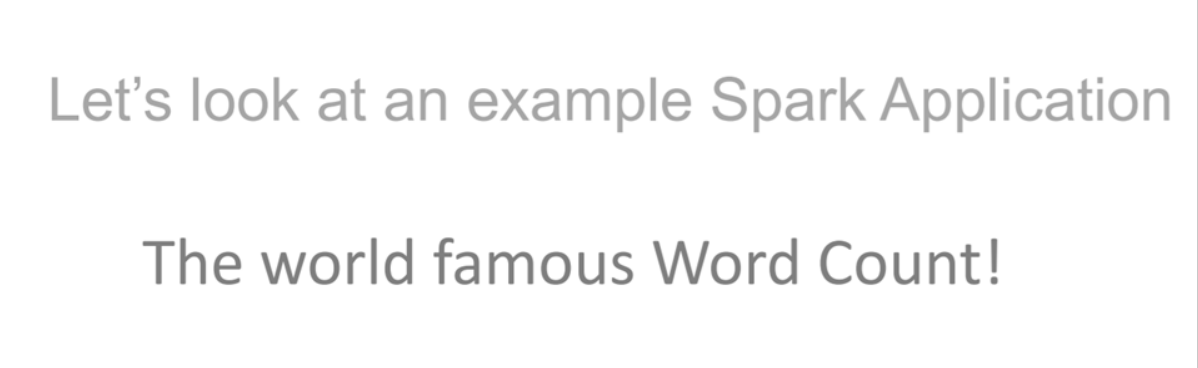 Let’s look at an example Spark Application
The world famous Word Count!